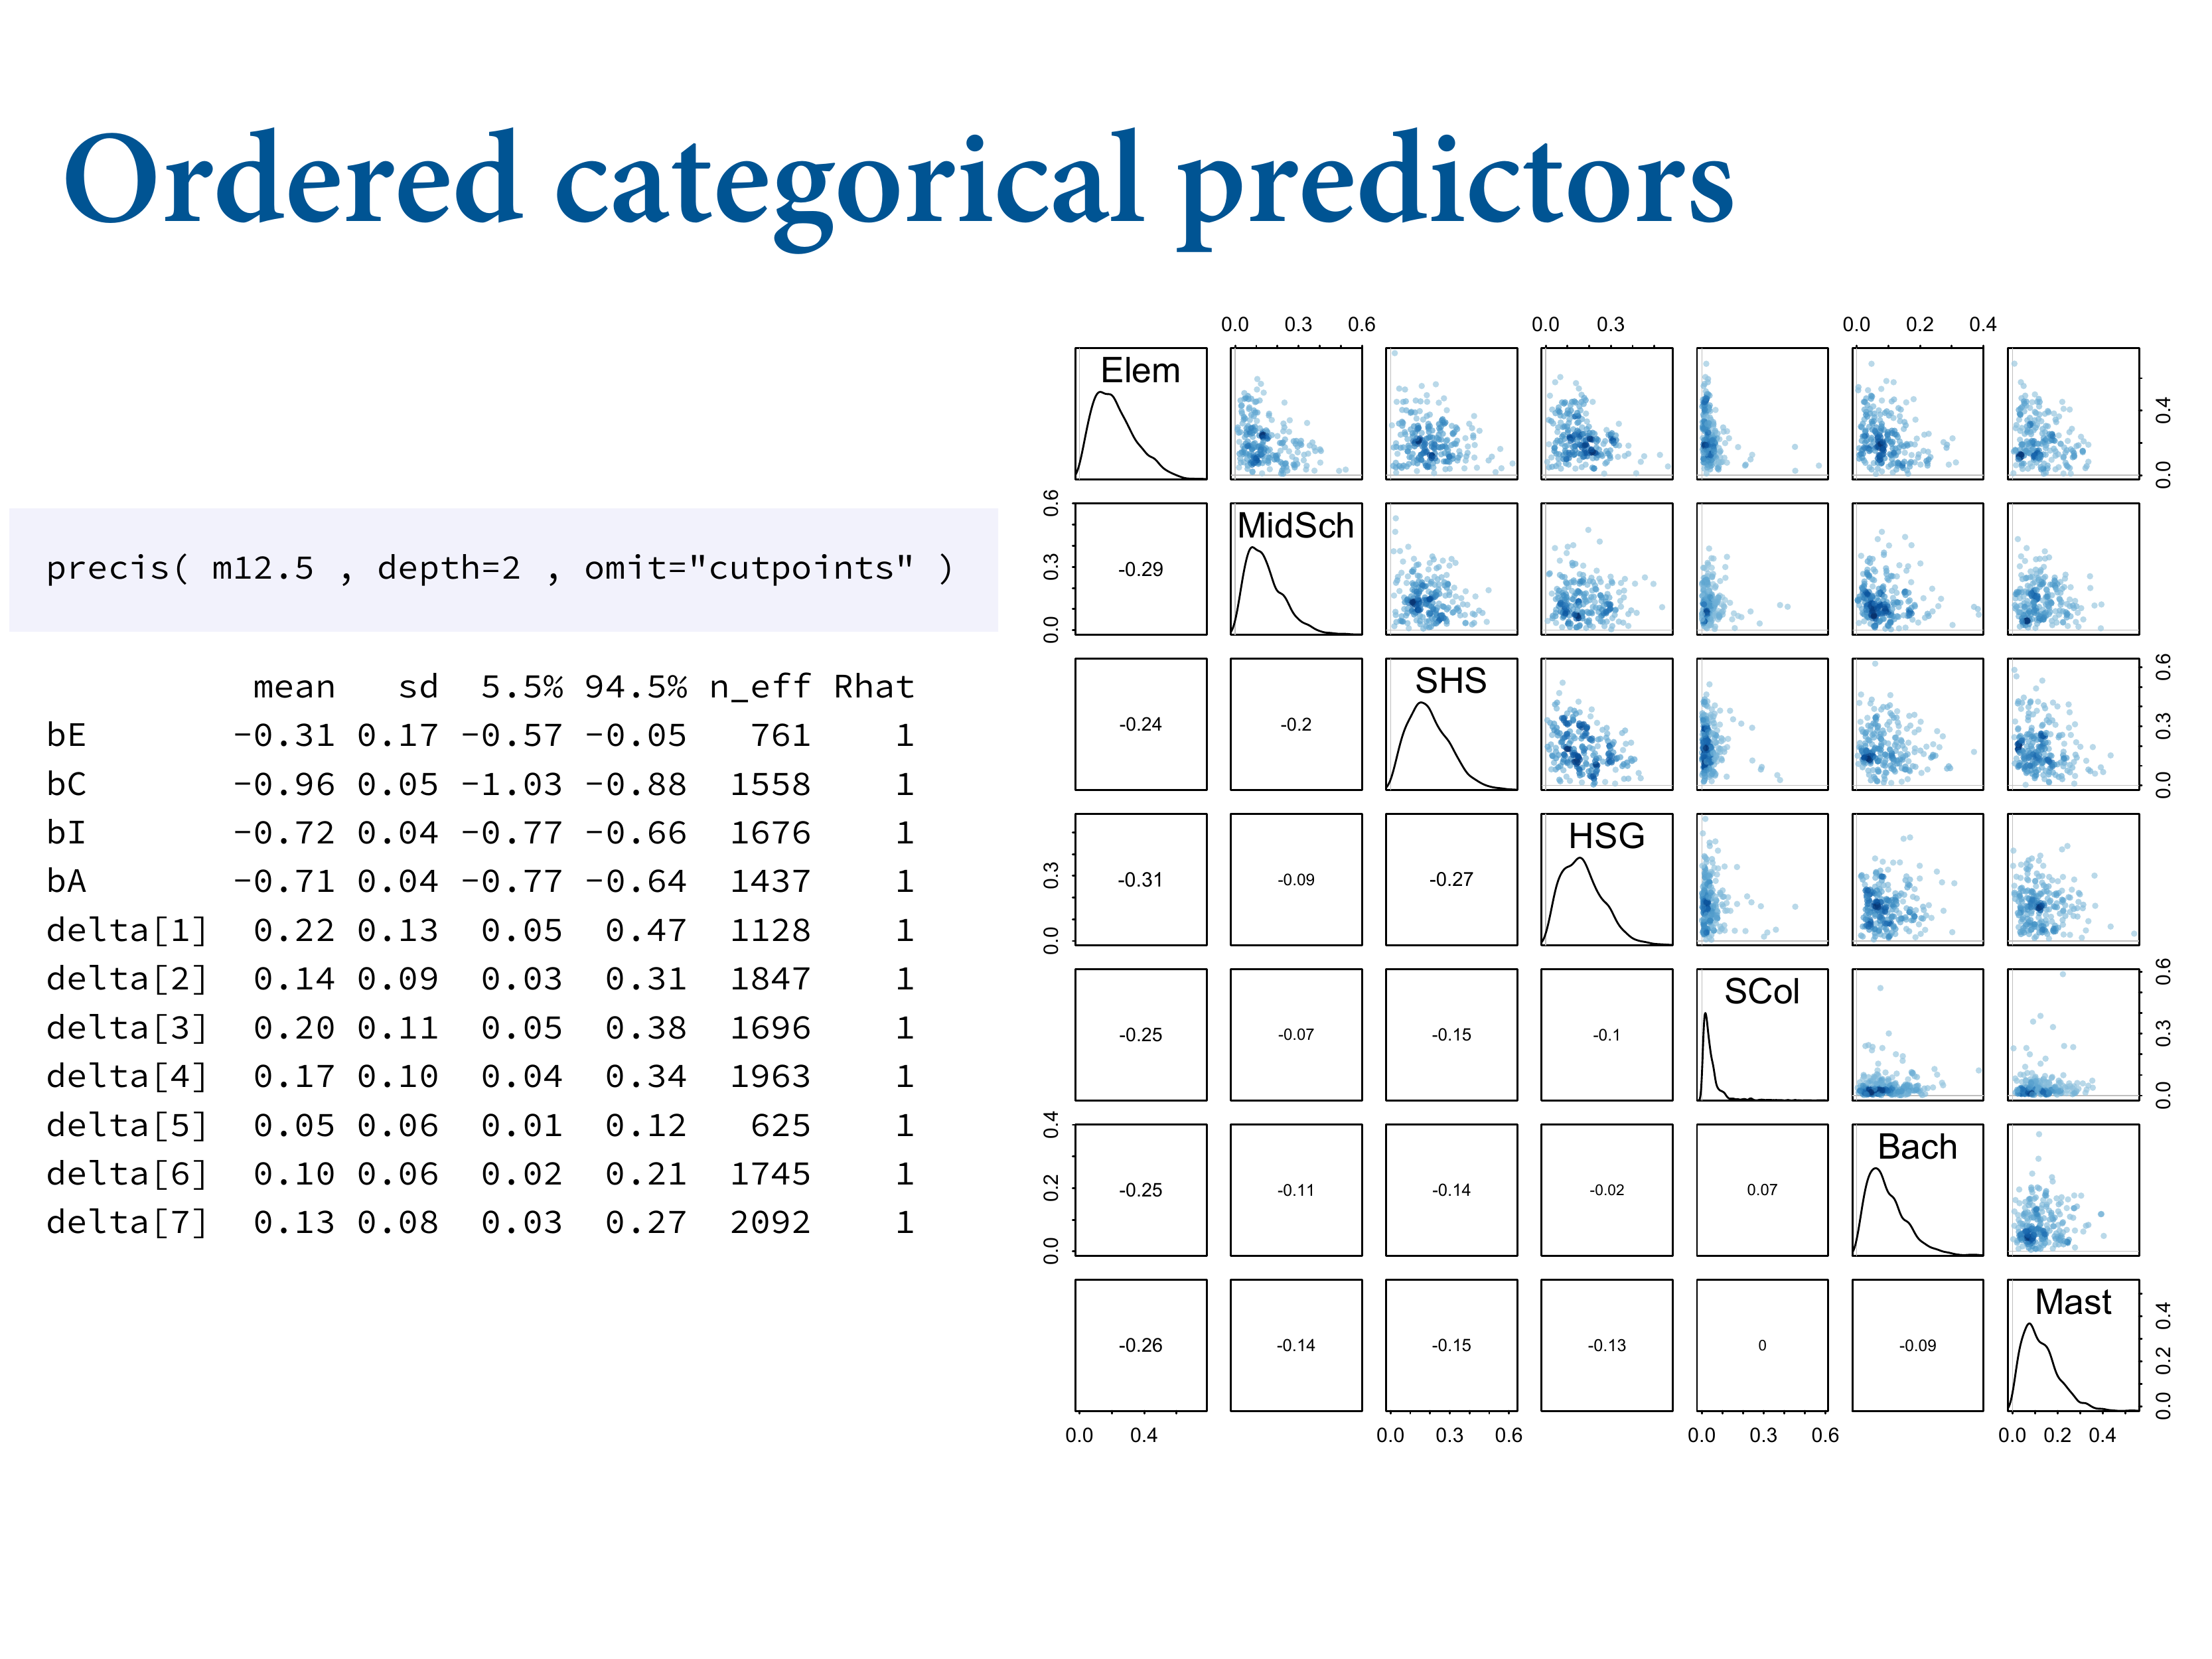 Ordered categorical predictors
precis( m12.5 , depth=2 , omit="cutpoints" )
mean sd 5.5% 94.5% n_eff Rhat
bE −0.31 0.17 −0.57 −0.05 761 1
bC −0.96 0.05 −1.03 −0.88 1558 1
bI −0.72 0.04 −0.77 −0.66 1676 1
bA −0.71 0.04 −0.77 −0.64 1437 1
delta[1] 0.22 0.13 0.05 0.47 1128 1
delta[2] 0.14 0.09 0.03 0.31 1847 1
delta[3] 0.20 0.11 0.05 0.38 1696 1
delta[4] 0.17 0.10 0.04 0.34 1963 1
delta[5] 0.05 0.06 0.01 0.12 625 1
delta[6] 0.10 0.06 0.02 0.21 1745 1
delta[7] 0.13 0.08 0.03 0.27 2092 1
0.0 0.3 0.6 0.0 0.3 0.0 0.2 0.4
Elem
0.0 0.4
0.0 0.3 0.6
-0.29 MidSch
-0.24 -0.2 SHS
0.0 0.3 0.6
0.0 0.3
-0.31 -0.09 -0.27 HSG
-0.25 -0.07 -0.15 -0.1 SCol
0.0 0.3 0.6
0.0 0.2 0.4
-0.25 -0.11 -0.14 -0.02 0.07 Bach
-0.26 -0.14 -0.15 -0.13 0 -0.09 Mast
0.0 0.2 0.4
0.0 0.4 0.0 0.3 0.6 0.0 0.3 0.6 0.0 0.2 0.4